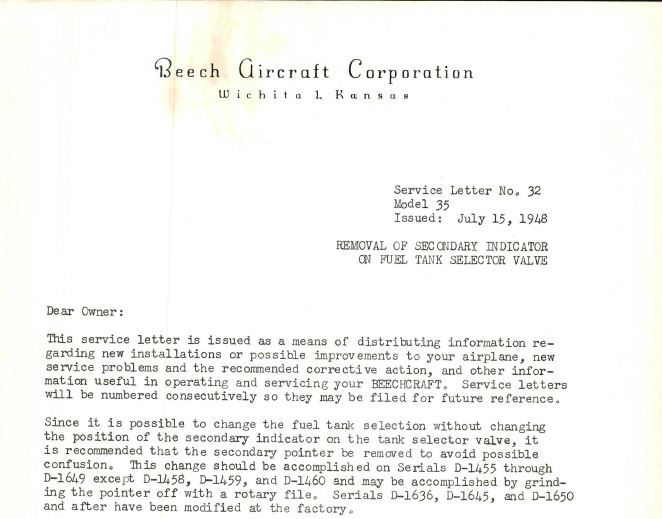 Beech Aircraft Corporation
Wichita 1, Kansas
Service Letter No. 32
Model 35
Issued: July 15, 1948
REMOVAL OF SECONDARY INDICATOR
ON FUEL TANK SELECTOR VALVE
Dear Owner:
This service letter is issued as a means of distributing information re-
garding new installations or possible improvements to your airplane, new
service problems and the recommended corrective action, and other infor-
mation useful in operating and servicing your BEECHCRAFT. Service letters
will be numbered consecutively so they may be filed for future reference.
Since it is possible to change the fuel tank selection without changing
the position of the secondary indicator on the tank selector valve, it
is recommended that the secondary pointer be removed to avoid possible
confusion. This change should be accomplished on Serials D-1455 through
D-1649 except D-1458, D-1459, and D-1460 and may be accomplished by grind-
ing the pointer off with a rotary file. Serials D-1636, D-1645, and D-1650
and after have been modified at the factory.